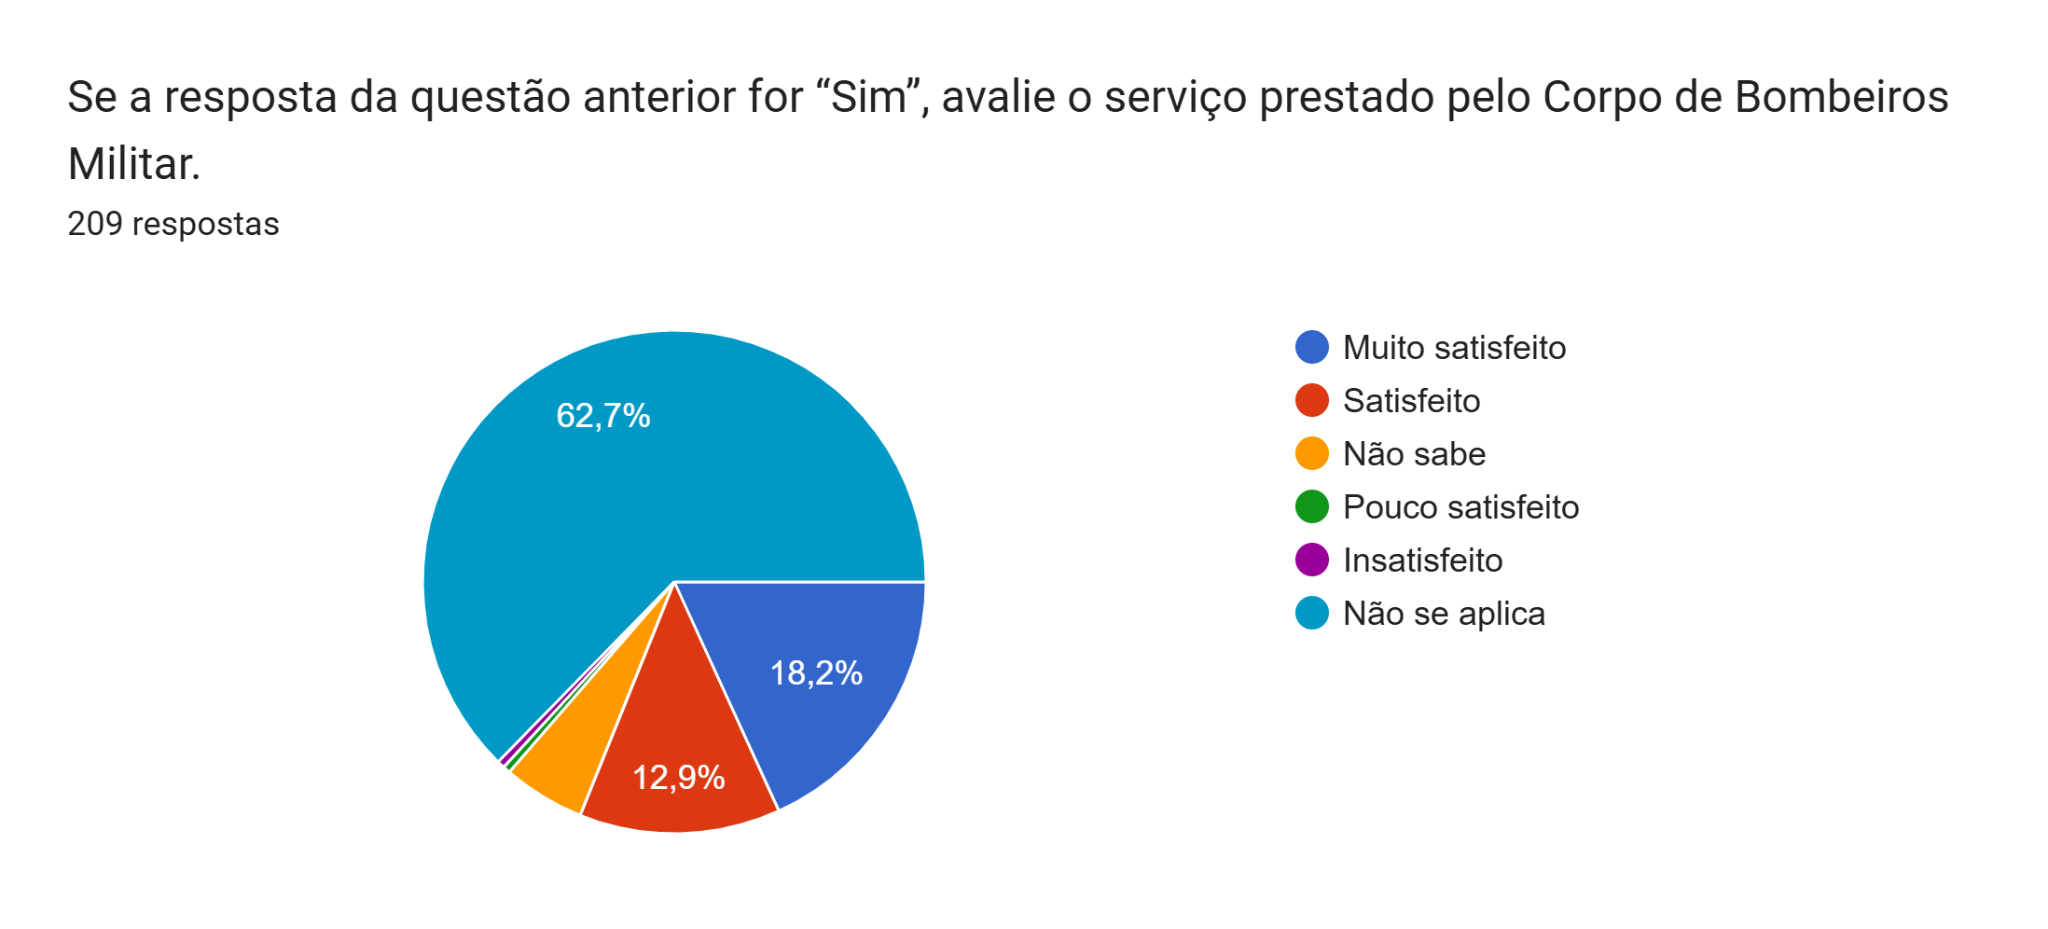 Se a resposta da questão anterior for “Sim”, avalie o serviço prestado pelo Corpo de Bombeiros
Militar.
209 respostas
62,7%
18,2%
12,9%
Muito satisfeito
Satisfeito
Não sabe
Pouco satisfeito
Insatisfeito
Não se aplica